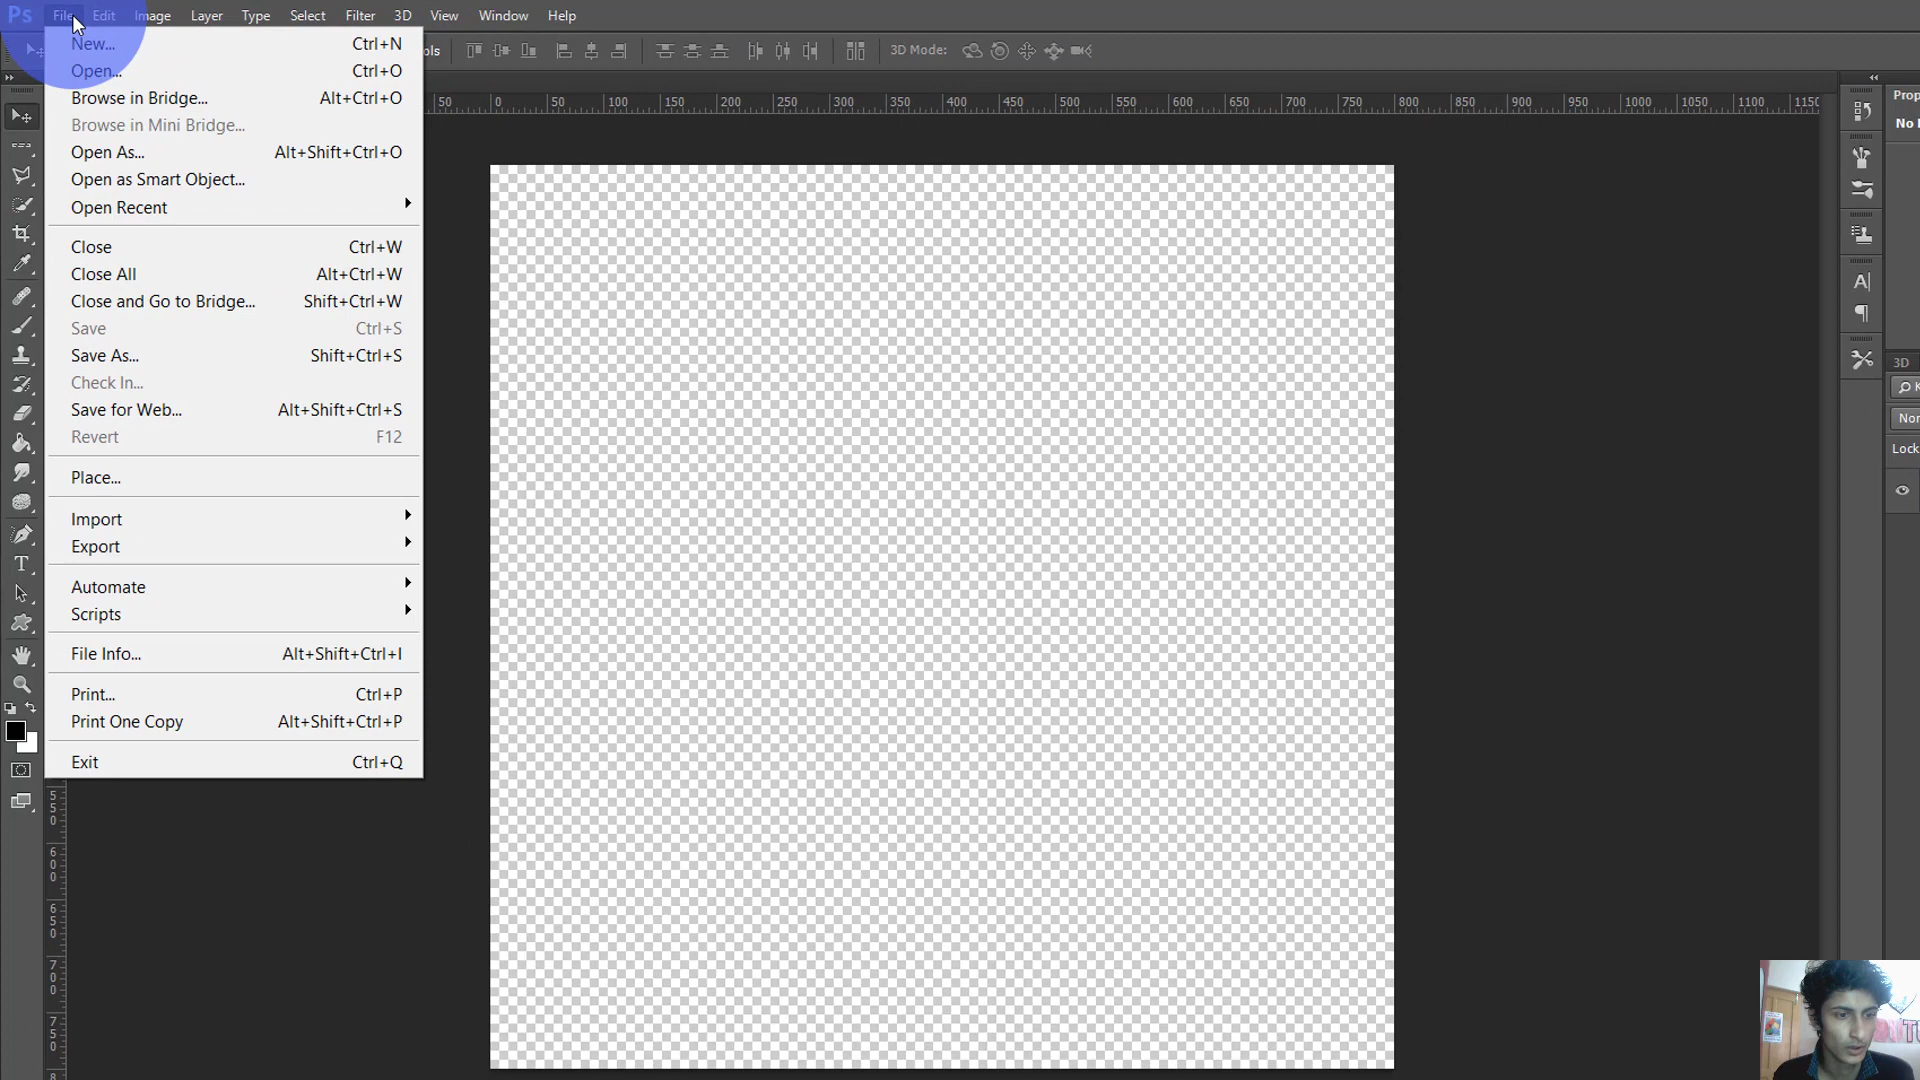 Ps File Edit Image Layer Type Select Filter 3D View Window Help
3D Mode:
New... Ctrl+N
Open... Ctrl+O
Browse in Bridge... Alt+Ctrl+O
Browse in Mini Bridge...
Open As... Alt+Shift+Ctrl+O
Open as Smart Object...
Open Recent
Close Ctrl+W
Close All Alt+Ctrl+W
Close and Go to Bridge... Shift+Ctrl+W
Save Ctrl+S
Save As... Shift+Ctrl+S
Check In...
Save for Web... Alt+Shift+Ctrl+S
Revert F12
Place...
Import
Export
Automate
Scripts
File Info... Alt+Shift+Ctrl+I
Print... Ctrl+P
Print One Copy Alt+Shift+Ctrl+P
Exit Ctrl+Q
50 0 50 100 150 200 250 300 350 400 450 500 550 600 650 700 750 800 850 900 950 1000 1050 1100 1150
550
600
650
700
750
No
3D
Lock